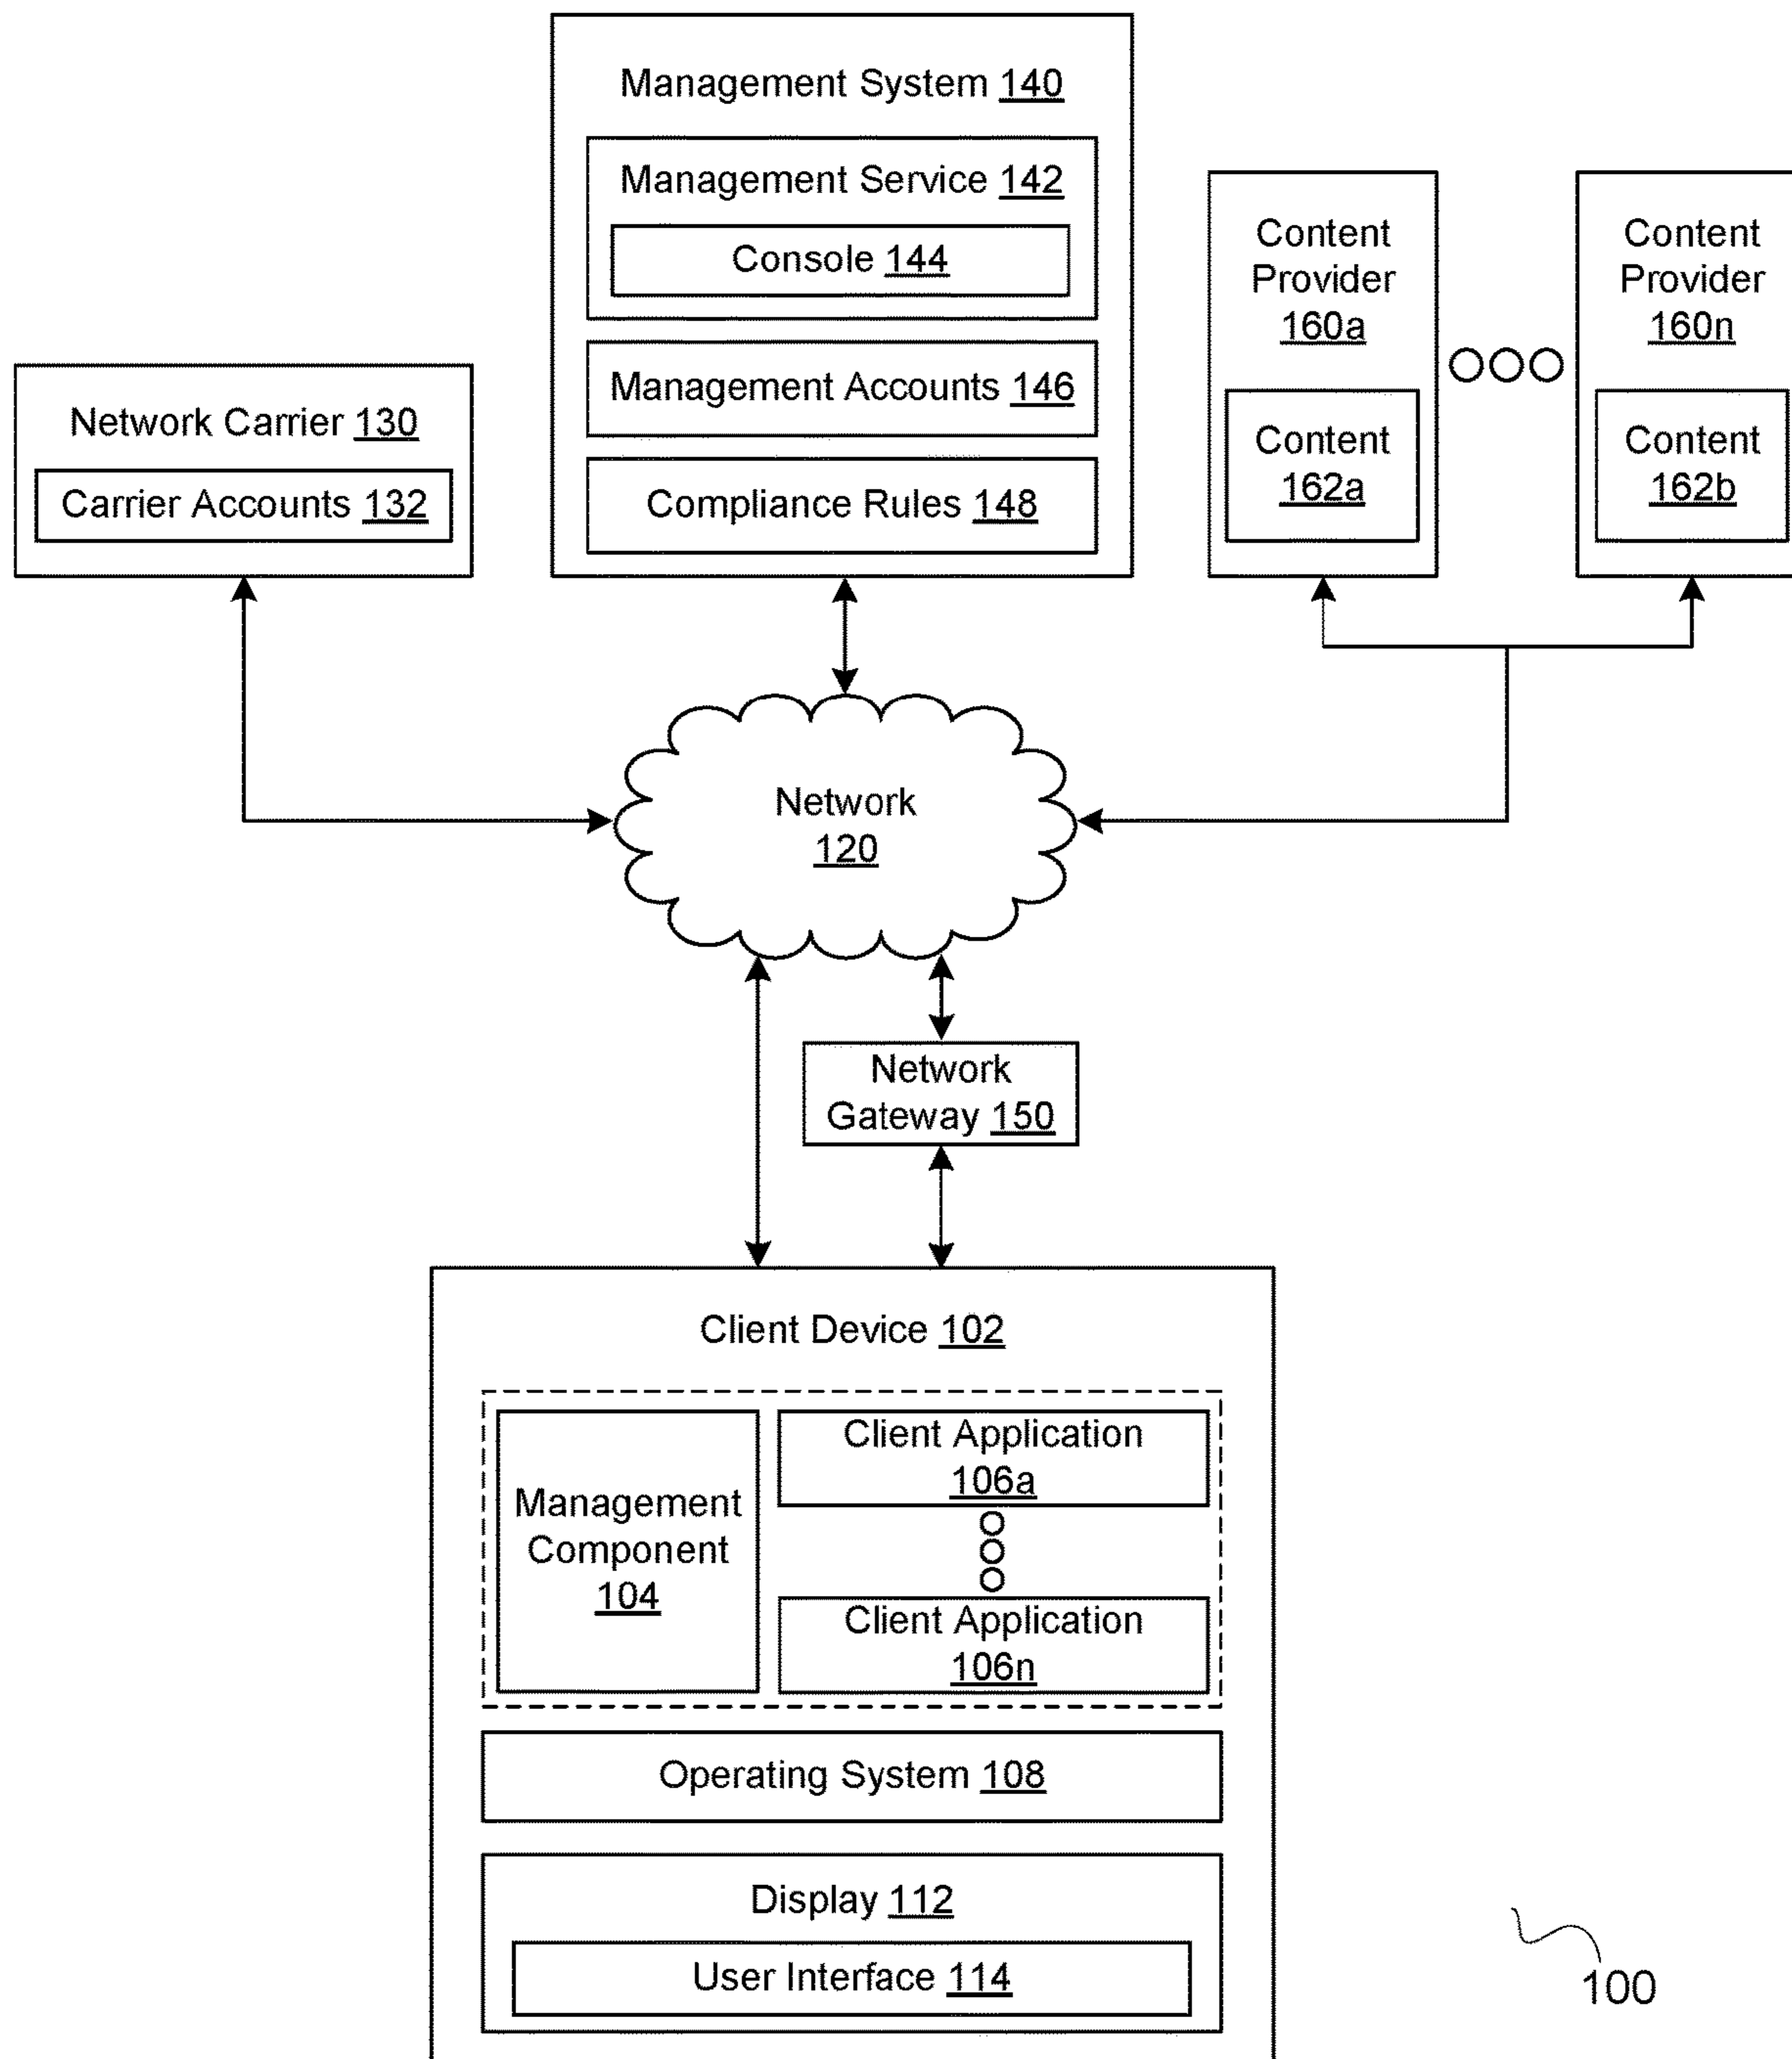 Management System 140
Management Service 142
Console 144
Management Accounts 146
Compliance Rules 148
Network Carrier 130
Carrier Accounts 132
Content
Provider
160a
Content
162a
Content
Provider
160n
Content
162b
Network
120
Network
Gateway 150
Client Device 102
Management
Component
104
Client Application
106a
Client Application
106n
Operating System 108
Display 112
User Interface 114
100